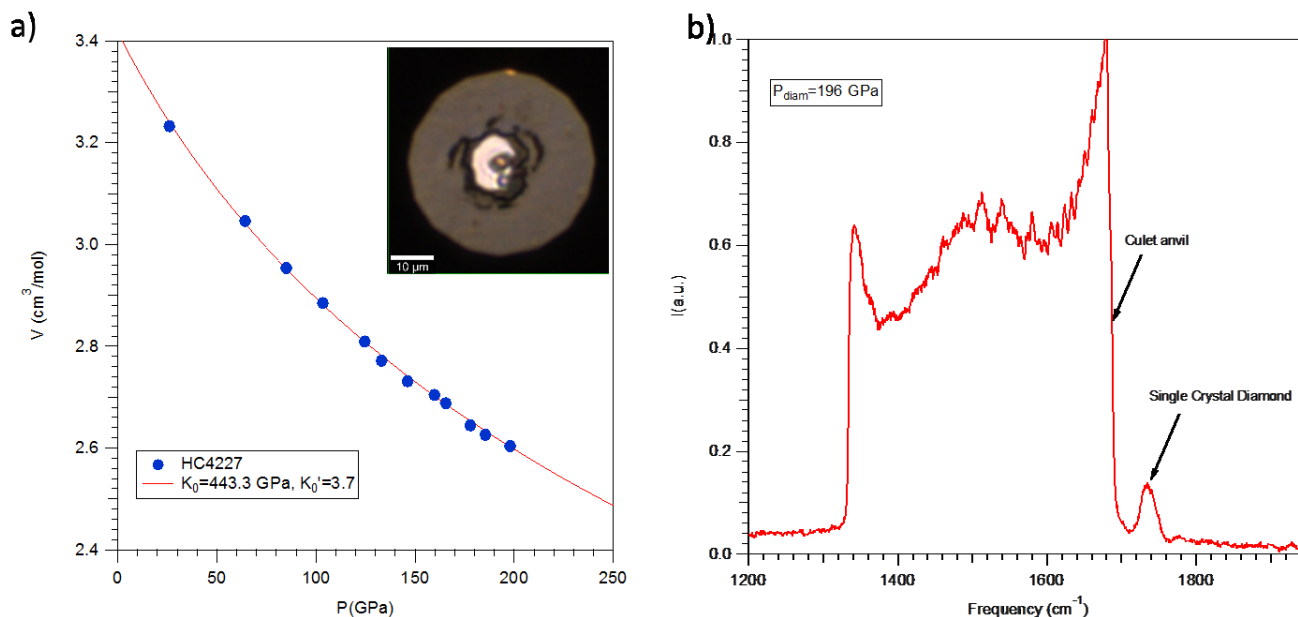 a)
3.4
3.2
3.0
2.8
2.6
2.4
V (cm³/mol)
10 µm
HC4227
K₀=443.3 GPa, K₀'=3.7
0
50
100
150
200
250
P(GPa)
b)
1.0
0.8
0.6
0.4
0.2
0.0
I(a.u.)
P_diam=196 GPa
Culet anvil
Single Crystal Diamond
1200
1400
1600
1800
Frequency (cm⁻¹)